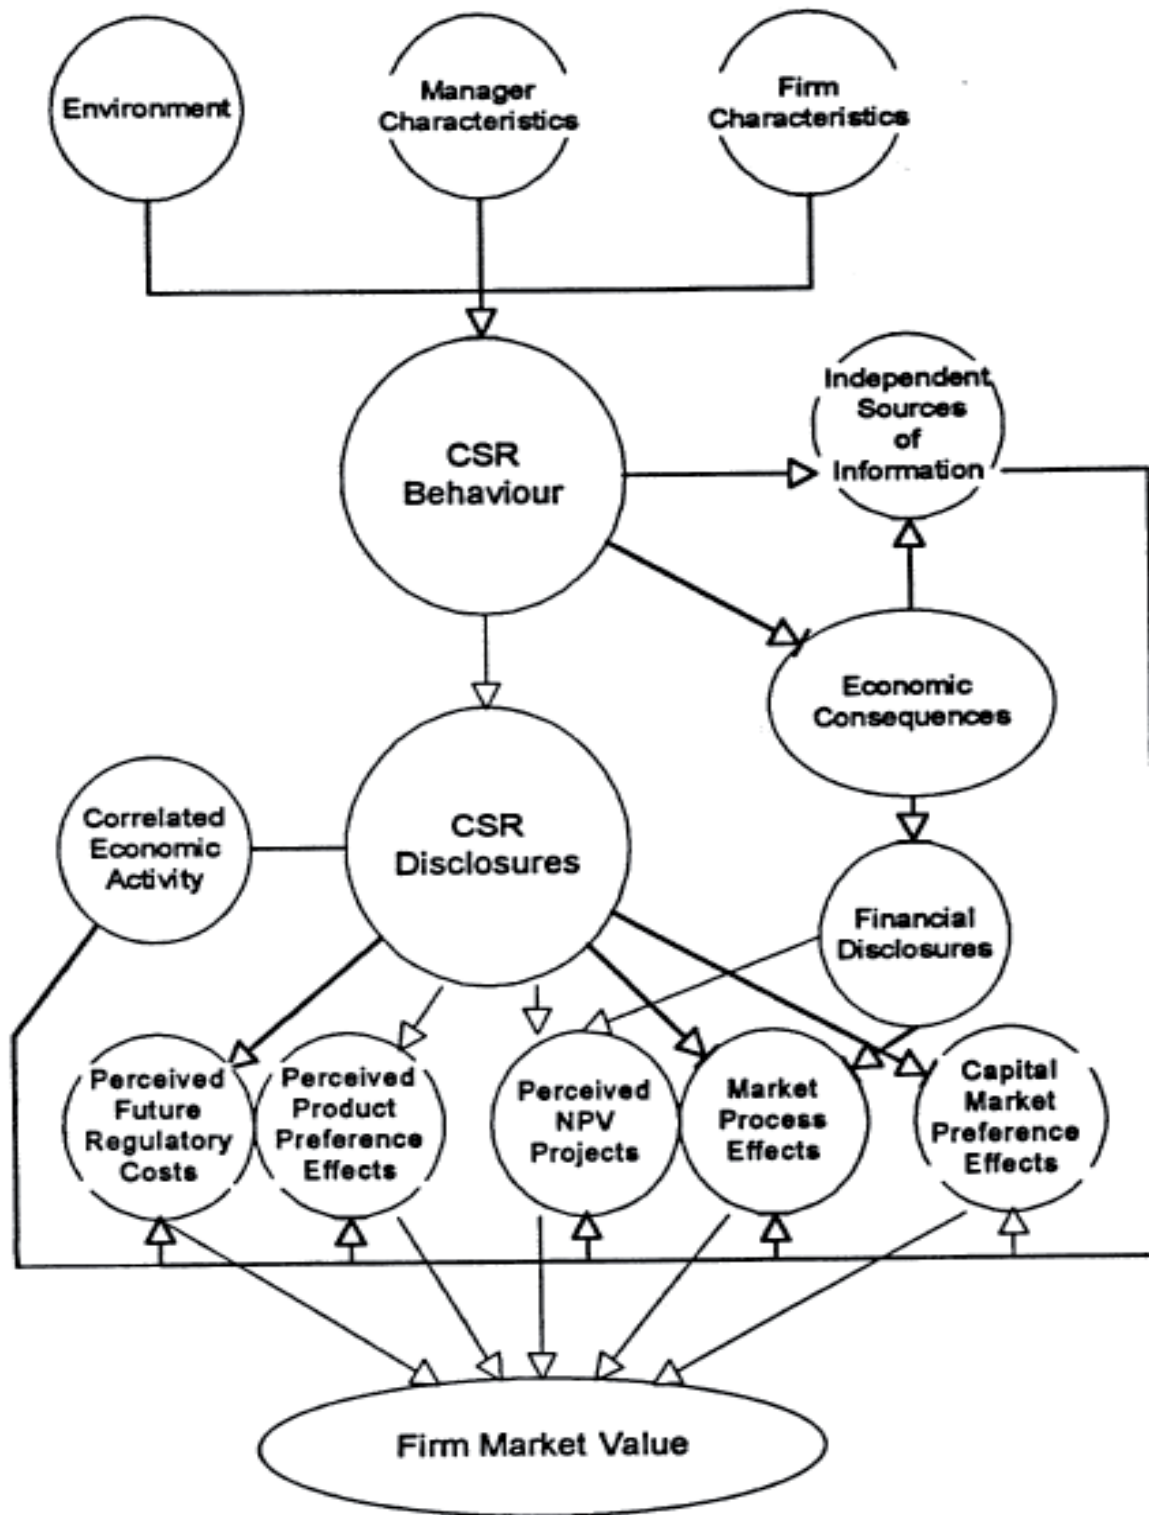 Environment
Manager
Characteristics
Firm
Characteristics
CSR
Behaviour
Independent
Sources
of
Information
Economic
Consequences
Correlated
Economic
Activity
CSR
Disclosures
Financial
Disclosures
Perceived
Future
Regulatory
Costs
Perceived
Product
Preference
Effects
Perceived
NPV
Projects
Market
Process
Effects
Capital
Market
Preference
Effects
Firm Market Value